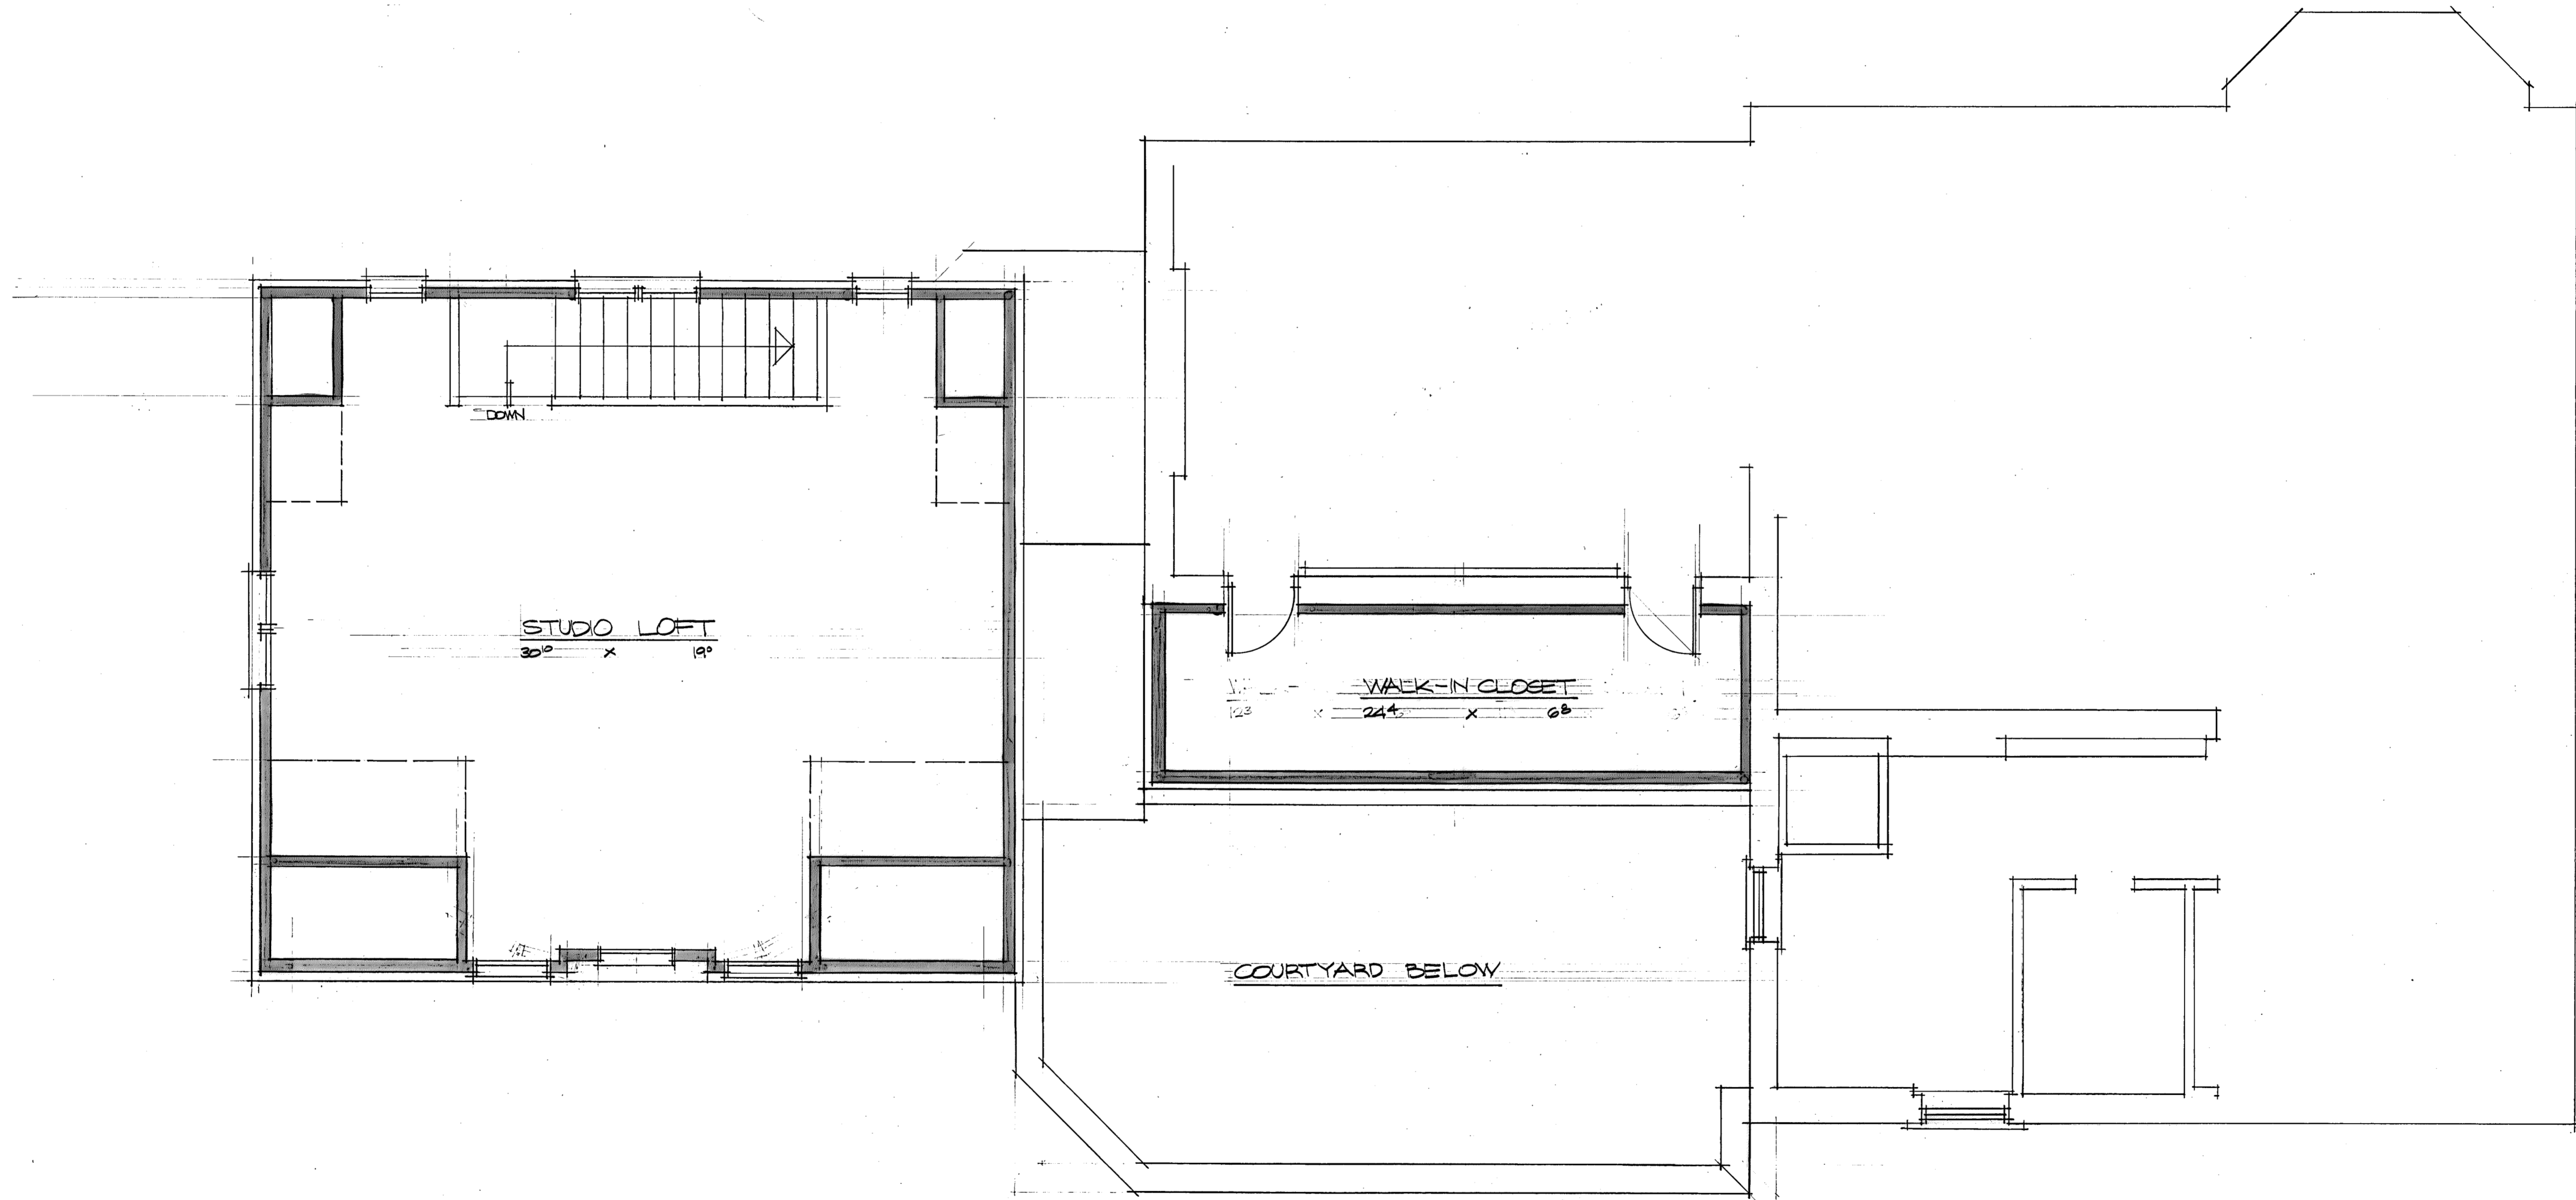 DOWN
STUDIO LOFT
30¹⁰ x 19⁰
WALK-IN CLOSET
24⁴ x 6⁸
COURTYARD BELOW